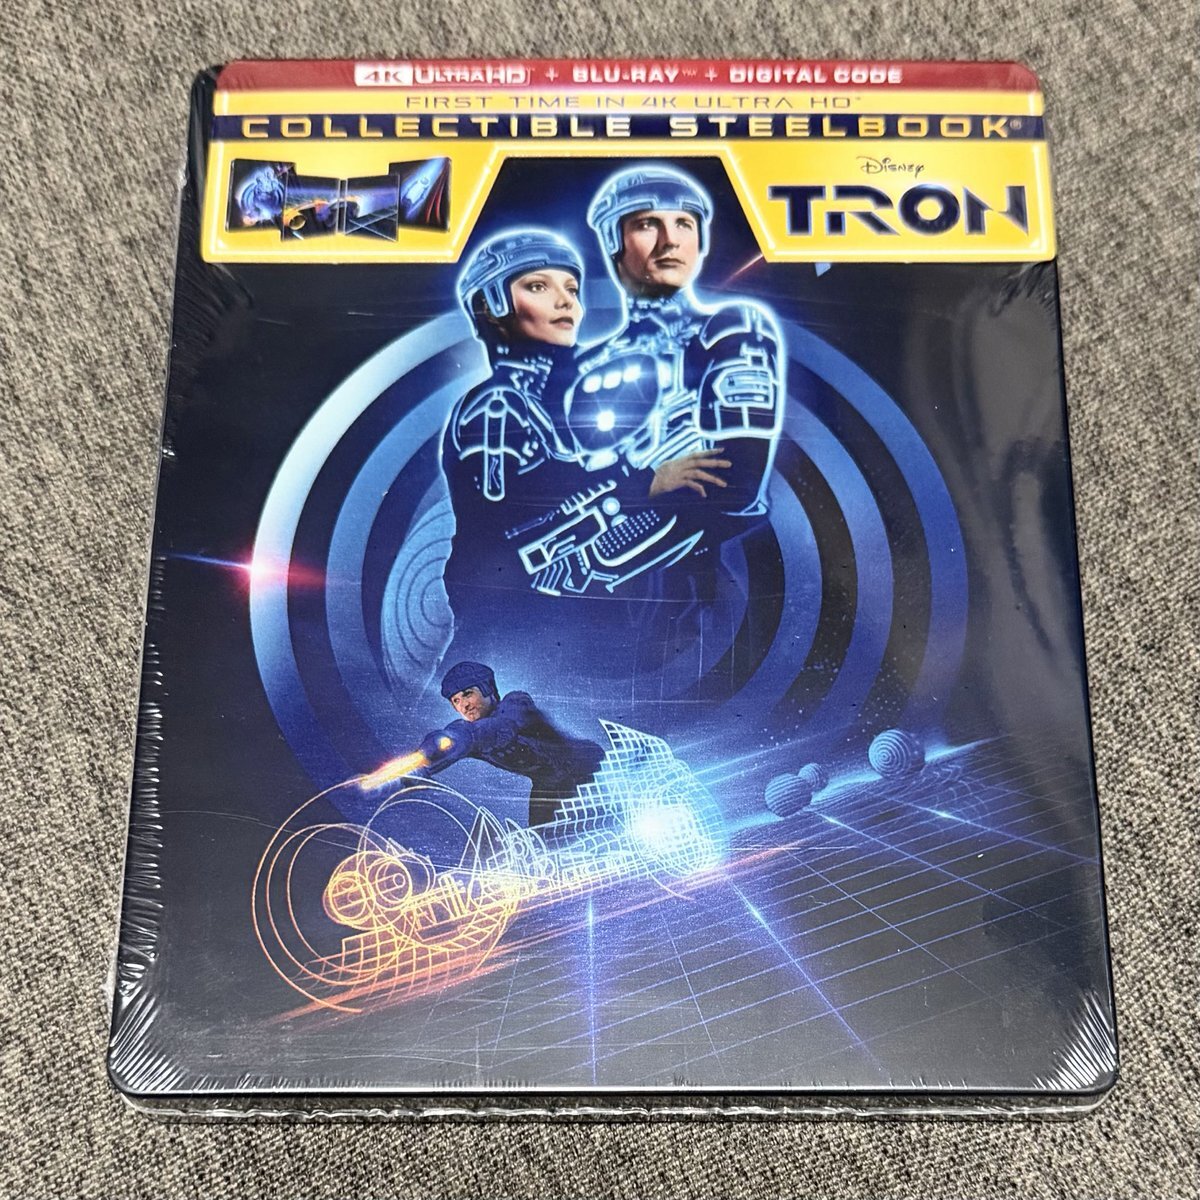 4K ULTRA HD + BLU-RAY™ + DIGITAL CODE
FIRST TIME IN 4K ULTRA HD™
COLLECTIBLE STEELBOOK®
Disney
TRON